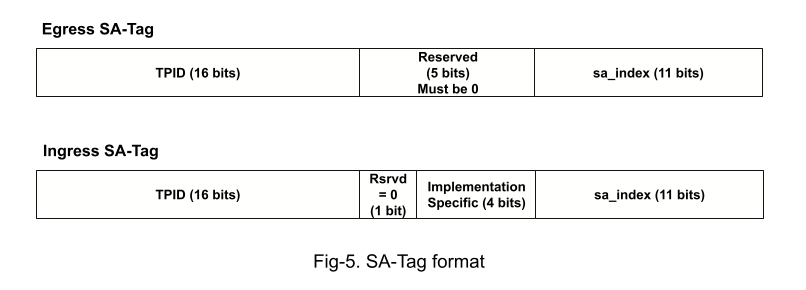 Egress SA-Tag
TPID (16 bits)
Reserved
(5 bits)
Must be 0
sa_index (11 bits)
Ingress SA-Tag
TPID (16 bits)
Rsrvd
= 0
(1 bit)
Implementation
Specific (4 bits)
sa_index (11 bits)
Fig-5. SA-Tag format